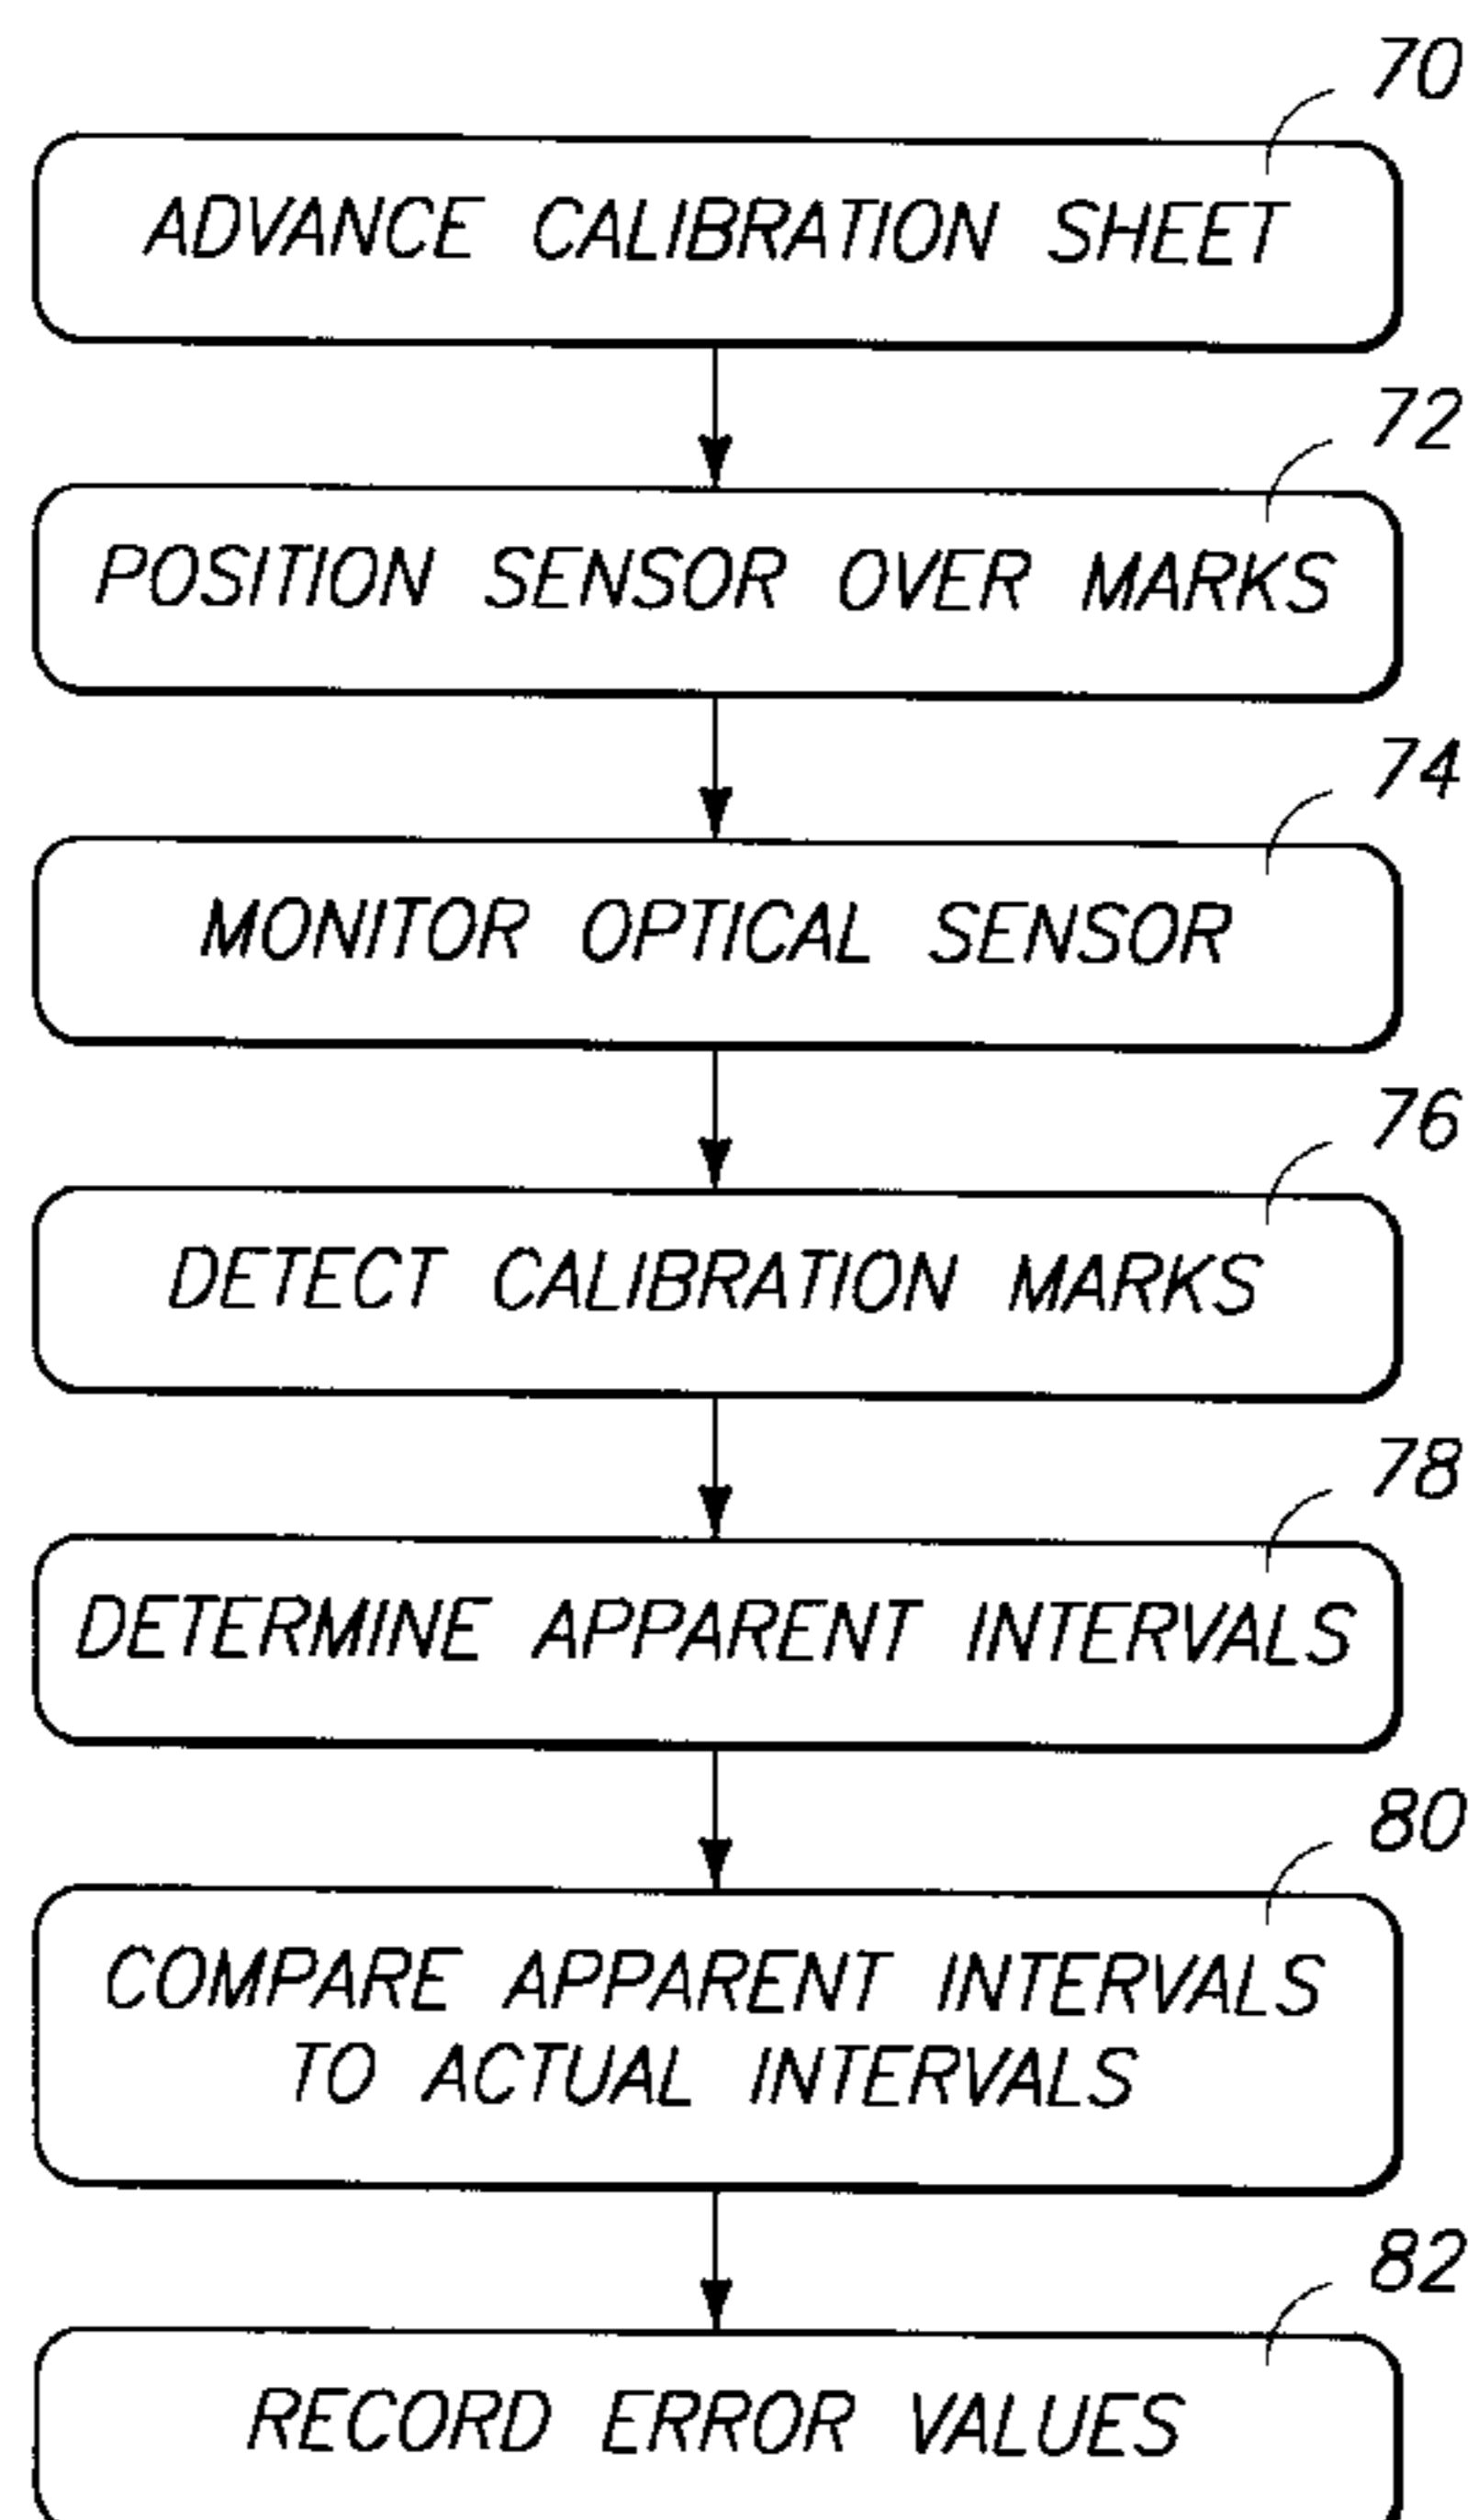 70
ADVANCE CALIBRATION SHEET
72
POSITION SENSOR OVER MARKS
74
MONITOR OPTICAL SENSOR
76
DETECT CALIBRATION MARKS
78
DETERMINE APPARENT INTERVALS
80
COMPARE APPARENT INTERVALS
TO ACTUAL INTERVALS
82
RECORD ERROR VALUES